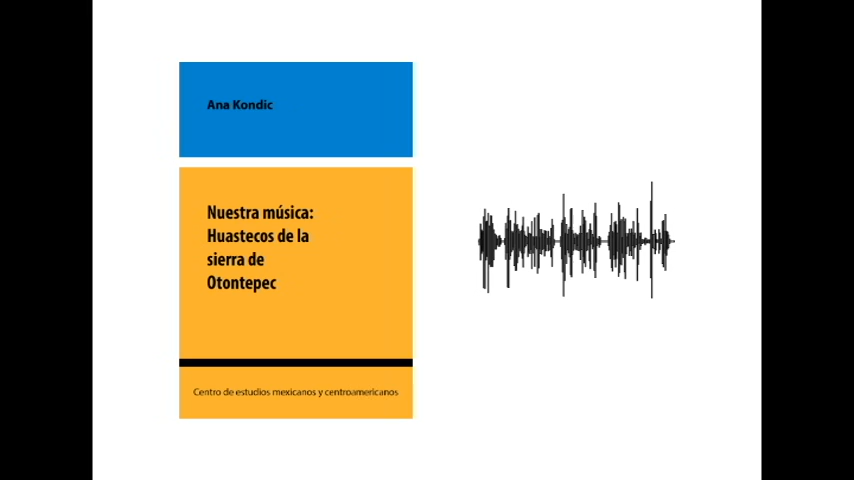 Ana Kondic
Nuestra música:
Huastecos de la
sierra de
Otontepec
Centro de estudios mexicanos y centroamericanos